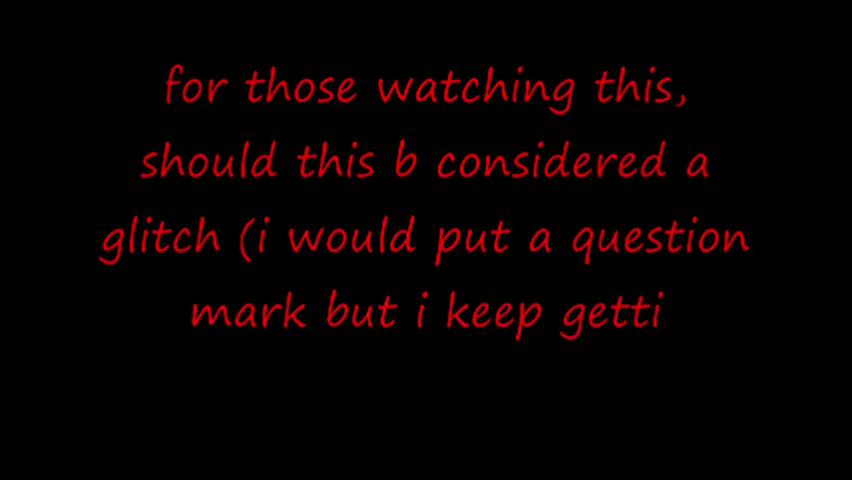 for those watching this,
should this b considered a
glitch (i would put a question
mark but i keep getti